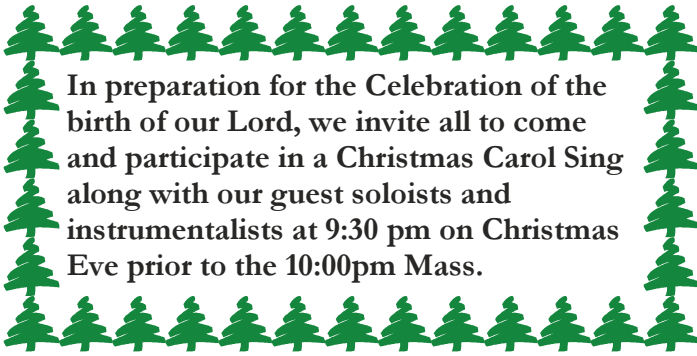 In preparation for the Celebration of the
birth of our Lord, we invite all to come
and participate in a Christmas Carol Sing
along with our guest soloists and
instrumentalists at 9:30 pm on Christmas
Eve prior to the 10:00pm Mass.